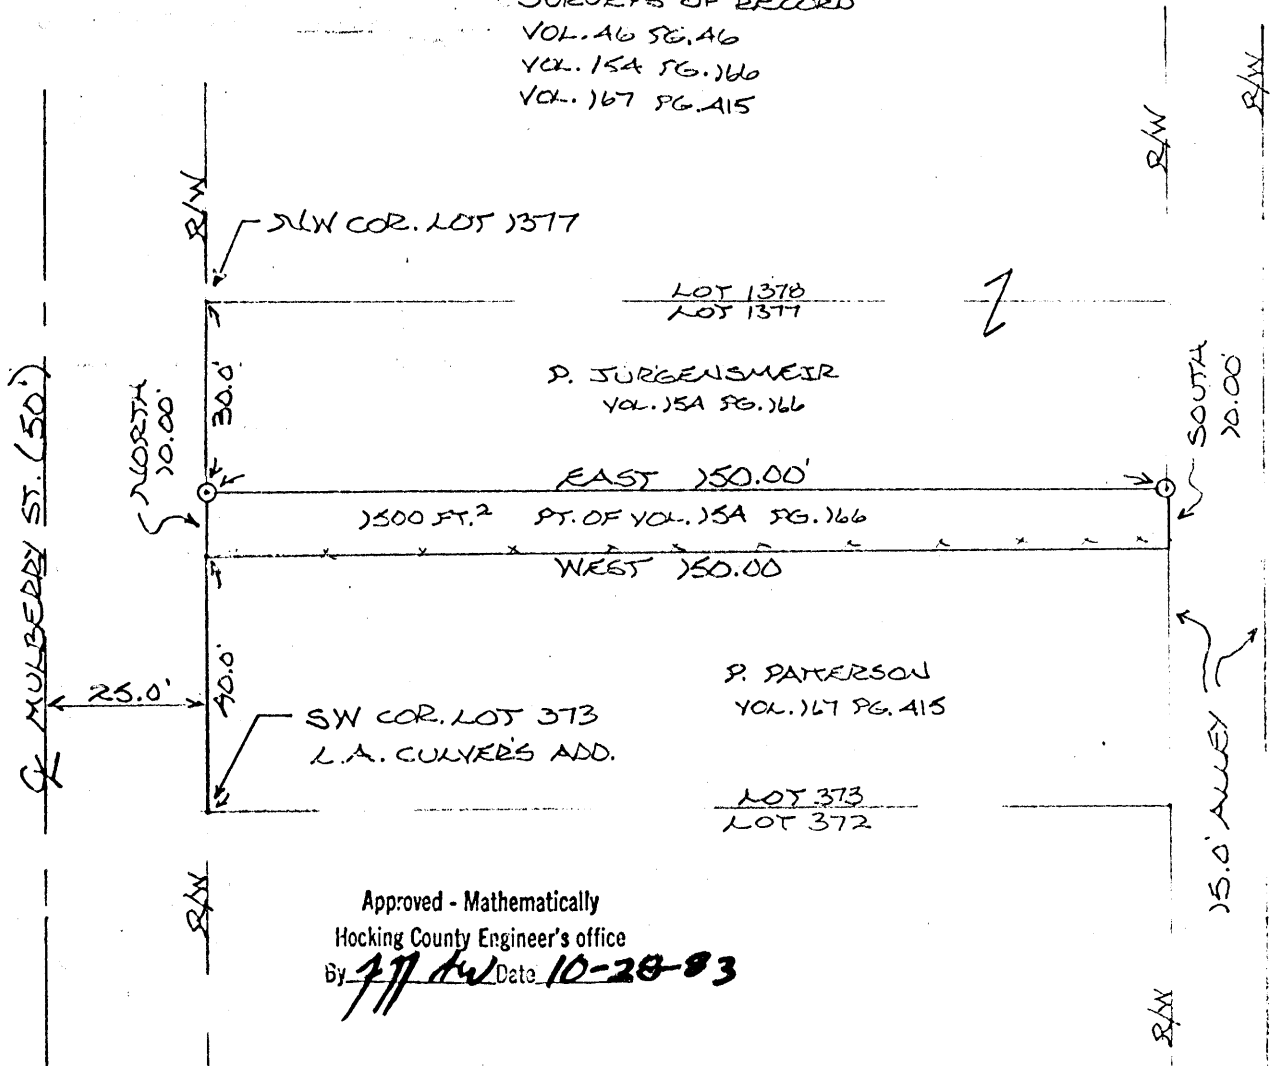 SURVEYS OF RECORD
VOL. 46 PG. 46
VOL. 154 PG. 166
VOL. 167 PG. 415
R/W
R/W
R/W
NW COR. LOT 1377
LOT 1378
LOT 1377
P. JURGENSMEIR
VOL. 154 PG. 166
30.0'
NORTH
10.00'
SOUTH
10.00'
EAST 150.00'
1500 FT.² PT. OF VOL. 154 PG. 166
WEST 150.00
℄ MULBERRY ST. (50')
25.0'
40.0'
P. PATTERSON
VOL. 167 PG. 415
SW COR. LOT 373
L.A. CULVER'S ADD.
15.0' ALLEY
LOT 373
LOT 372
R/W
R/W
Approved - Mathematically
Hocking County Engineer's office
By Date 10-28-83